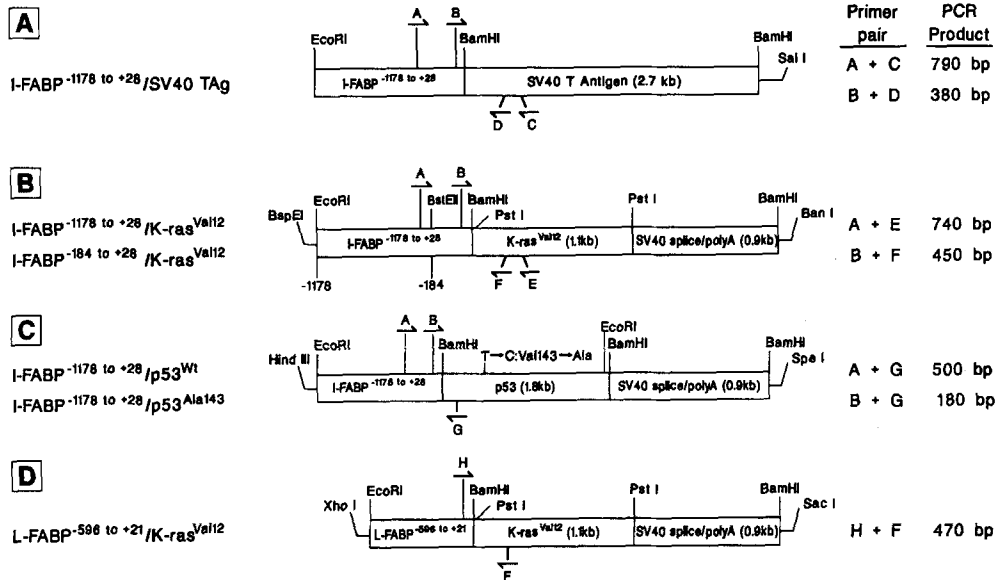 Primer pair PCR Product
A
A B
EcoRI BamHI BamHI
Sal I
I-FABP-1178 to +28/SV40 TAg
I-FABP-1178 to +28 SV40 T Antigen (2.7 kb)
D C
A + C 790 bp
B + D 380 bp
B
A B
BspEI EcoRI BstEII BamHI Pst I Pst I BamHI Ban I
I-FABP-1178 to +28/K-rasVal12
I-FABP-184 to +28/K-rasVal12
I-FABP-1178 to +28 K-rasVal12 (1.1kb) SV40 splice/polyA (0.9kb)
F E
-1178 -184
A + E 740 bp
B + F 450 bp
C
A B
Hind III EcoRI BamHI T→C:Val143→Ala EcoRI BamHI BamHI Spe I
I-FABP-1178 to +28/p53Wt
I-FABP-1178 to +28/p53Ala143
I-FABP-1178 to +28 p53 (1.8kb) SV40 splice/polyA (0.9kb)
G
A + G 500 bp
B + G 180 bp
D
H
Xho I EcoRI BamHI Pst I Pst I BamHI Sac I
L-FABP-596 to +21/K-rasVal12
L-FABP-596 to +21 K-rasVal12 (1.1kb) SV40 splice/polyA (0.9kb)
F
H + F 470 bp